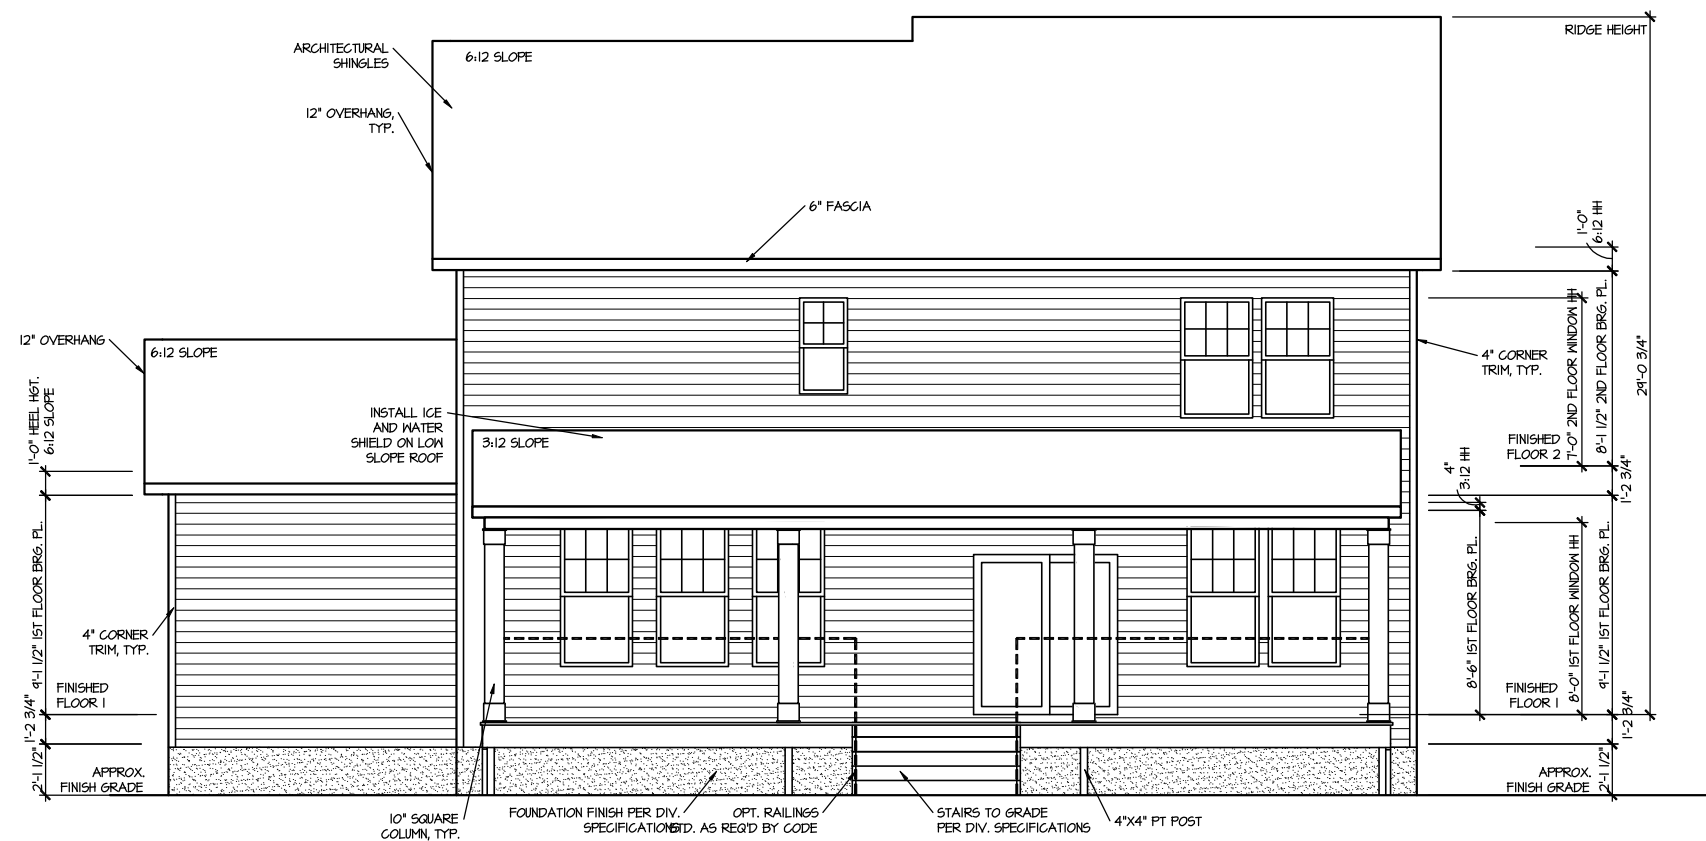 RIDGE HEIGHT
ARCHITECTURAL
SHINGLES
6:12 SLOPE
12" OVERHANG,
TYP.
6" FASCIA
1'-0"
6:12 HH
12" OVERHANG
6:12 SLOPE
4" CORNER
TRIM, TYP.
29'-0 3/4"
7'-0" 2ND FLOOR WINDOW HH
8'-1 1/2" 2ND FLOOR BRG. PL.
1'-0" HEEL HGT.
6:12 SLOPE
INSTALL ICE
AND WATER
SHIELD ON LOW
SLOPE ROOF
3:12 SLOPE
FINISHED
FLOOR 2
4"
3:12 HH
1'-2 3/4"
9'-1 1/2" 1ST FLOOR BRG. PL.
8'-6" 1ST FLOOR BRG. PL.
8'-0" 1ST FLOOR WINDOW HH
9'-1 1/2" 1ST FLOOR BRG. PL.
4" CORNER
TRIM, TYP.
FINISHED
FLOOR 1
FINISHED
FLOOR 1
1'-2 3/4"
1'-2 3/4"
2'-1 1/2"
APPROX.
FINISH GRADE
APPROX.
FINISH GRADE
2'-1 1/2"
10" SQUARE
COLUMN, TYP.
FOUNDATION FINISH PER DIV.
SPECIFICATIONS
OPT. RAILINGS
STD. AS REQ'D BY CODE
STAIRS TO GRADE
PER DIV. SPECIFICATIONS
4"X4" PT POST